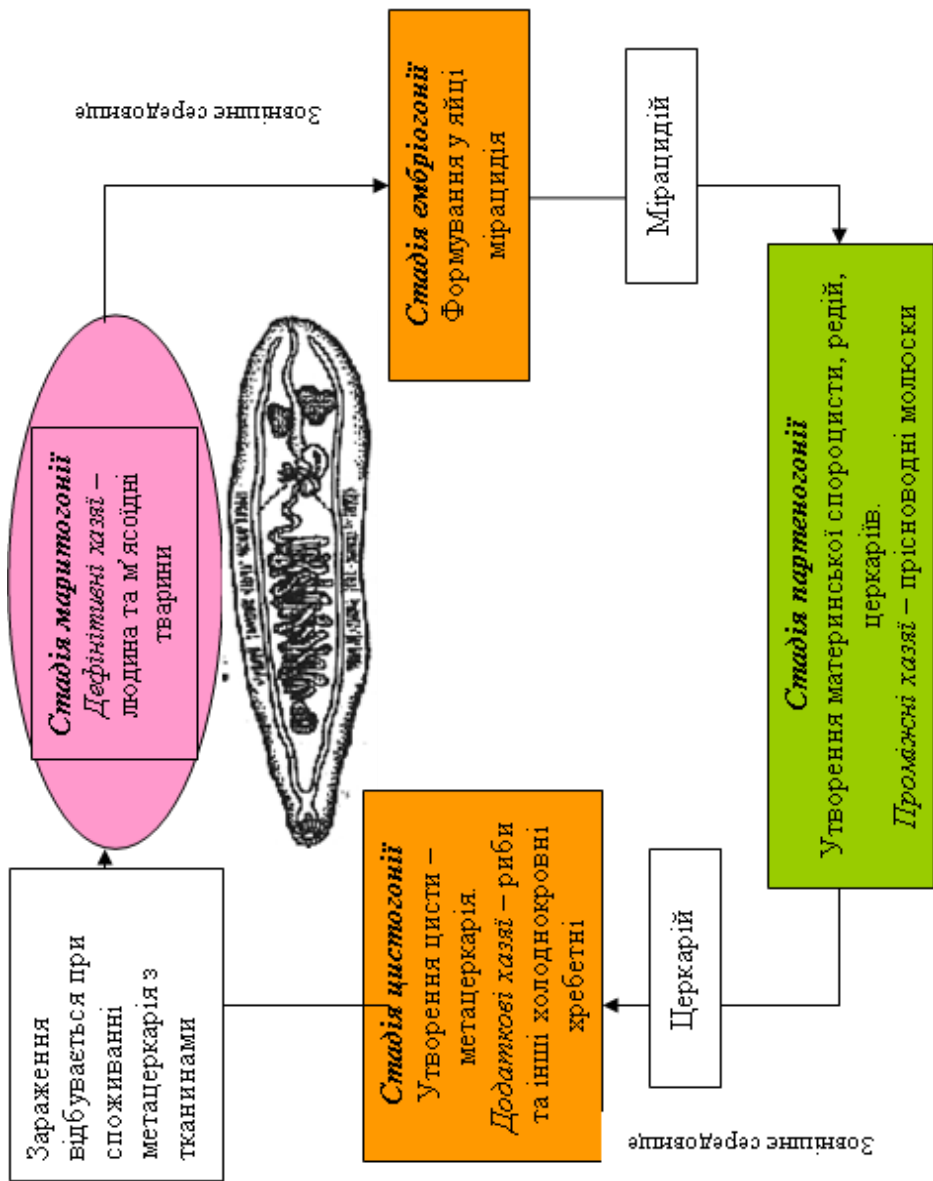 Зараження
відбувається при
споживанні
метацеркарія з
тканинами
Стадія маритогонії
Дефінітивні хазяї –
людина та м'ясоїдні
тварини
Зовнішнє середовище
Стадія ембріогонії
Формування у яйці
мірацидія
Мірацидій
Стадія партеногонії
Утворення материнської спороцисти, редій,
церкаріїв.
Проміжні хазяї – прісноводні молюски
Церкарій
Стадія цистогонії
Утворення цисти –
метацеркарія.
Додаткові хазяї – риби
та інші холоднокровні
хребетні
Зовнішнє середовище